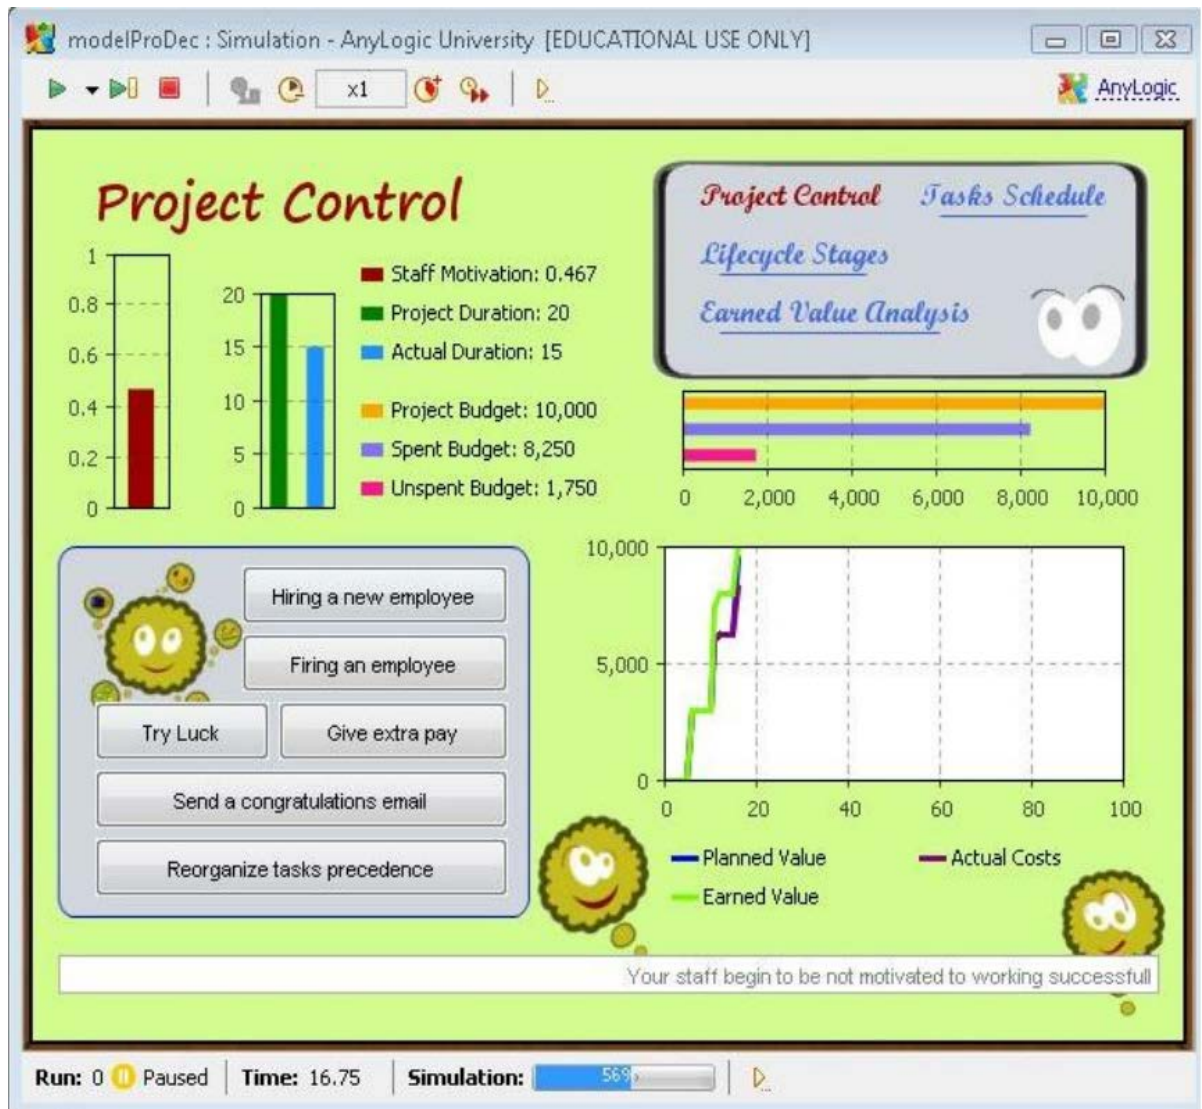 modelProDec : Simulation - AnyLogic University [EDUCATIONAL USE ONLY]
x1
AnyLogic
Project Control
Project Control Tasks Schedule
Lifecycle Stages
Earned Value Analysis
1
0.8
0.6
0.4
0.2
0
20
15
10
5
0
Staff Motivation: 0.467
Project Duration: 20
Actual Duration: 15
Project Budget: 10,000
Spent Budget: 8,250
Unspent Budget: 1,750
0 2,000 4,000 6,000 8,000 10,000
Hiring a new employee
Firing an employee
Try Luck Give extra pay
Send a congratulations email
Reorganize tasks precedence
10,000
5,000
0
0 20 40 60 80 100
Planned Value Actual Costs
Earned Value
Your staff begin to be not motivated to working successfull
Run: 0 Paused Time: 16.75 Simulation: 56%